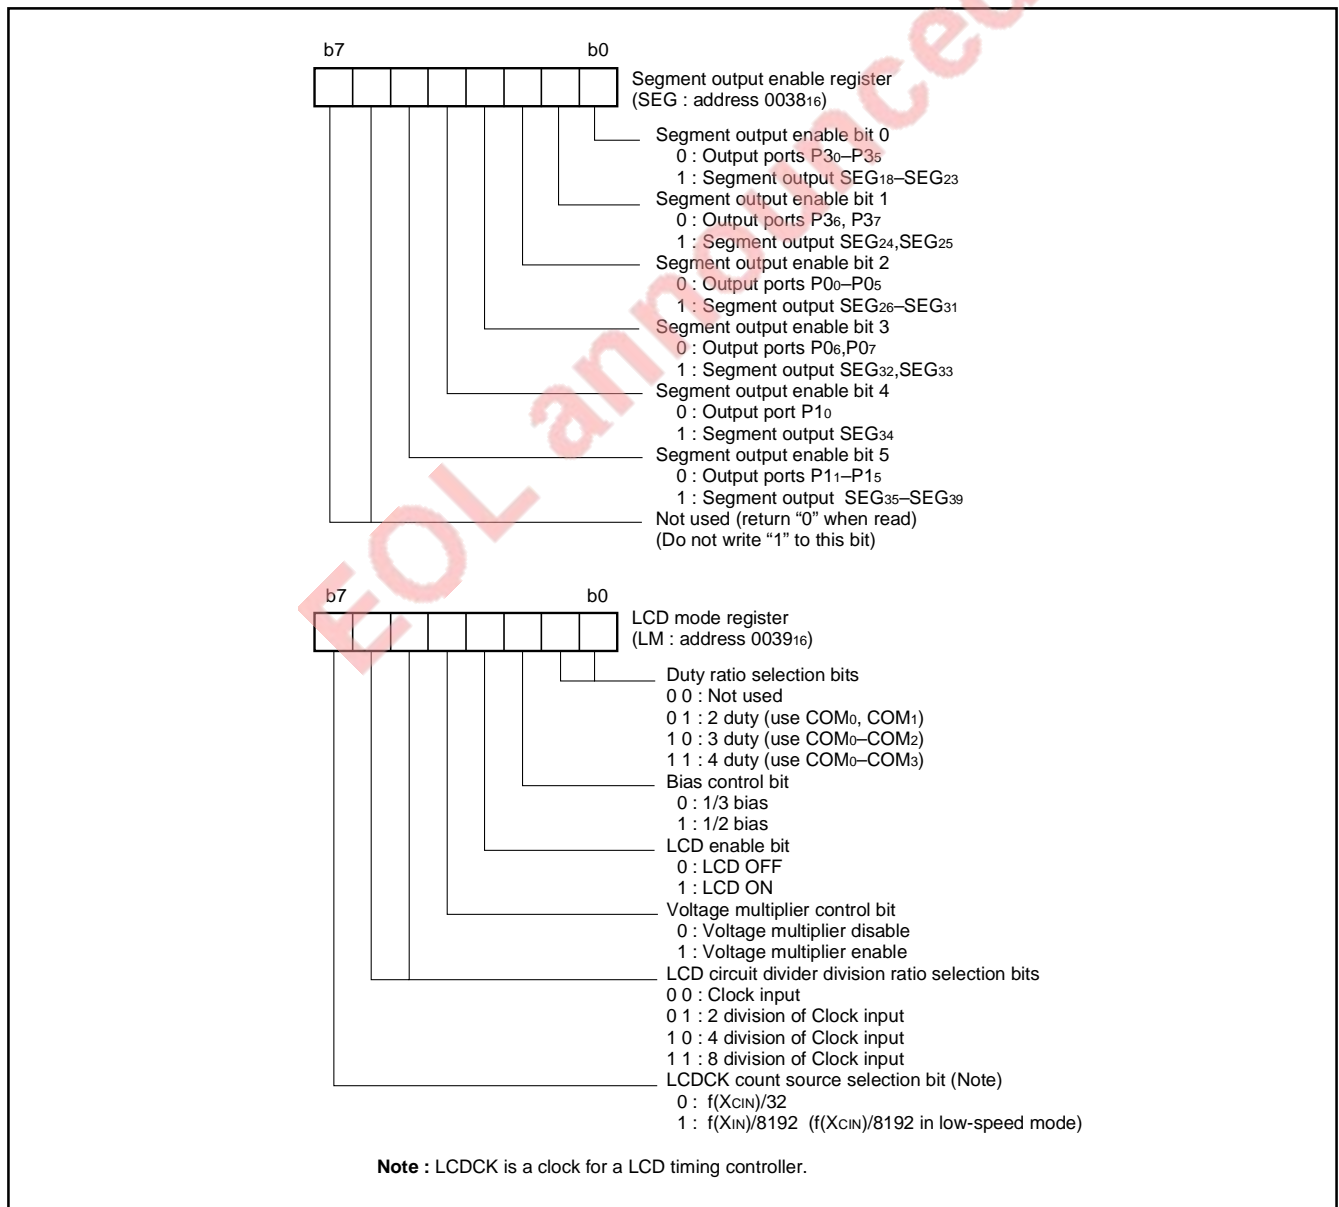 b7 b0
Segment output enable register
(SEG : address 003816)
Segment output enable bit 0
0 : Output ports P30–P35
1 : Segment output SEG18–SEG23
Segment output enable bit 1
0 : Output ports P36, P37
1 : Segment output SEG24,SEG25
Segment output enable bit 2
0 : Output ports P00–P05
1 : Segment output SEG26–SEG31
Segment output enable bit 3
0 : Output ports P06,P07
1 : Segment output SEG32,SEG33
Segment output enable bit 4
0 : Output port P10
1 : Segment output SEG34
Segment output enable bit 5
0 : Output ports P11–P15
1 : Segment output SEG35–SEG39
Not used (return “0” when read)
(Do not write “1” to this bit)
b7 b0
LCD mode register
(LM : address 003916)
Duty ratio selection bits
0 0 : Not used
0 1 : 2 duty (use COM0, COM1)
1 0 : 3 duty (use COM0–COM2)
1 1 : 4 duty (use COM0–COM3)
Bias control bit
0 : 1/3 bias
1 : 1/2 bias
LCD enable bit
0 : LCD OFF
1 : LCD ON
Voltage multiplier control bit
0 : Voltage multiplier disable
1 : Voltage multiplier enable
LCD circuit divider division ratio selection bits
0 0 : Clock input
0 1 : 2 division of Clock input
1 0 : 4 division of Clock input
1 1 : 8 division of Clock input
LCDCK count source selection bit (Note)
0 : f(XCIN)/32
1 : f(XIN)/8192 (f(XCIN)/8192 in low-speed mode)
Note : LCDCK is a clock for a LCD timing controller.
EOL announced